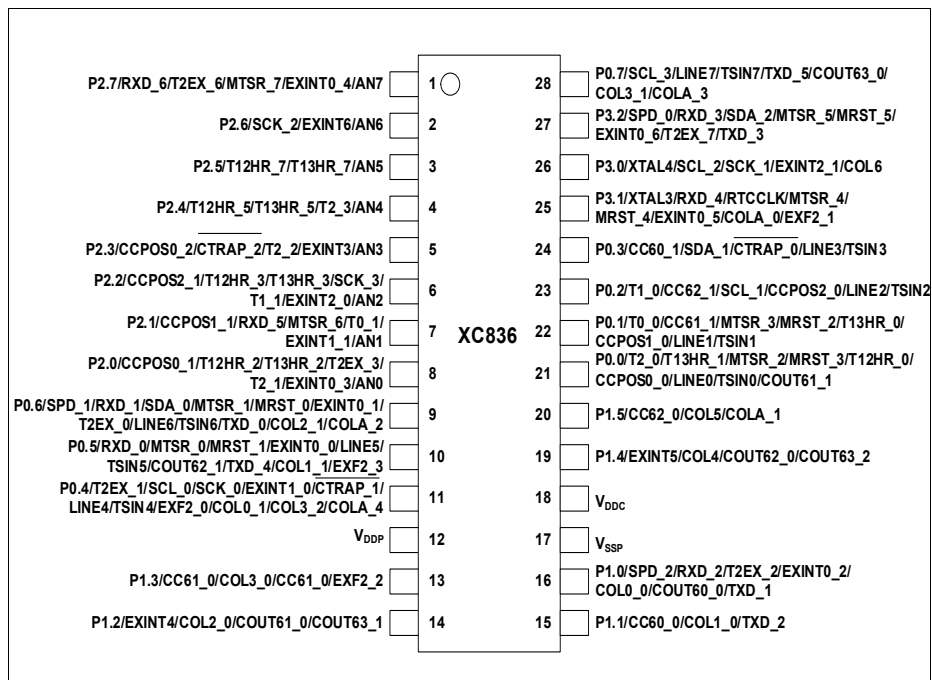 P2.7/RXD_6/T2EX_6/MTSR_7/EXINT0_4/AN7
1
P2.6/SCK_2/EXINT6/AN6
2
P2.5/T12HR_7/T13HR_7/AN5
3
P2.4/T12HR_5/T13HR_5/T2_3/AN4
4
P2.3/CCPOS0_2/CTRAP_2/T2_2/EXINT3/AN3
5
P2.2/CCPOS2_1/T12HR_3/T13HR_3/SCK_3/
T1_1/EXINT2_0/AN2
6
P2.1/CCPOS1_1/RXD_5/MTSR_6/T0_1/
EXINT1_1/AN1
7
P2.0/CCPOS0_1/T12HR_2/T13HR_2/T2EX_3/
T2_1/EXINT0_3/AN0
8
P0.6/SPD_1/RXD_1/SDA_0/MTSR_1/MRST_0/EXINT0_1/
T2EX_0/LINE6/TSIN6/TXD_0/COL2_1/COLA_2
9
P0.5/RXD_0/MTSR_0/MRST_1/EXINT0_0/LINE5/
TSIN5/COUT62_1/TXD_4/COL1_1/EXF2_3
10
P0.4/T2EX_1/SCL_0/SCK_0/EXINT1_0/CTRAP_1/
LINE4/TSIN4/EXF2_0/COL0_1/COL3_2/COLA_4
11
VDDP
12
P1.3/CC61_0/COL3_0/CC61_0/EXF2_2
13
P1.2/EXINT4/COL2_0/COUT61_0/COUT63_1
14
XC836
28
P0.7/SCL_3/LINE7/TSIN7/TXD_5/COUT63_0/
COL3_1/COLA_3
27
P3.2/SPD_0/RXD_3/SDA_2/MTSR_5/MRST_5/
EXINT0_6/T2EX_7/TXD_3
26
P3.0/XTAL4/SCL_2/SCK_1/EXINT2_1/COL6
25
P3.1/XTAL3/RXD_4/RTCCLK/MTSR_4/
MRST_4/EXINT0_5/COLA_0/EXF2_1
24
P0.3/CC60_1/SDA_1/CTRAP_0/LINE3/TSIN3
23
P0.2/T1_0/CC62_1/SCL_1/CCPOS2_0/LINE2/TSIN2
22
P0.1/T0_0/CC61_1/MTSR_3/MRST_2/T13HR_0/
CCPOS1_0/LINE1/TSIN1
21
P0.0/T2_0/T13HR_1/MTSR_2/MRST_3/T12HR_0/
CCPOS0_0/LINE0/TSIN0/COUT61_1
20
P1.5/CC62_0/COL5/COLA_1
19
P1.4/EXINT5/COL4/COUT62_0/COUT63_2
18
VDDC
17
VSSP
16
P1.0/SPD_2/RXD_2/T2EX_2/EXINT0_2/
COL0_0/COUT60_0/TXD_1
15
P1.1/CC60_0/COL1_0/TXD_2